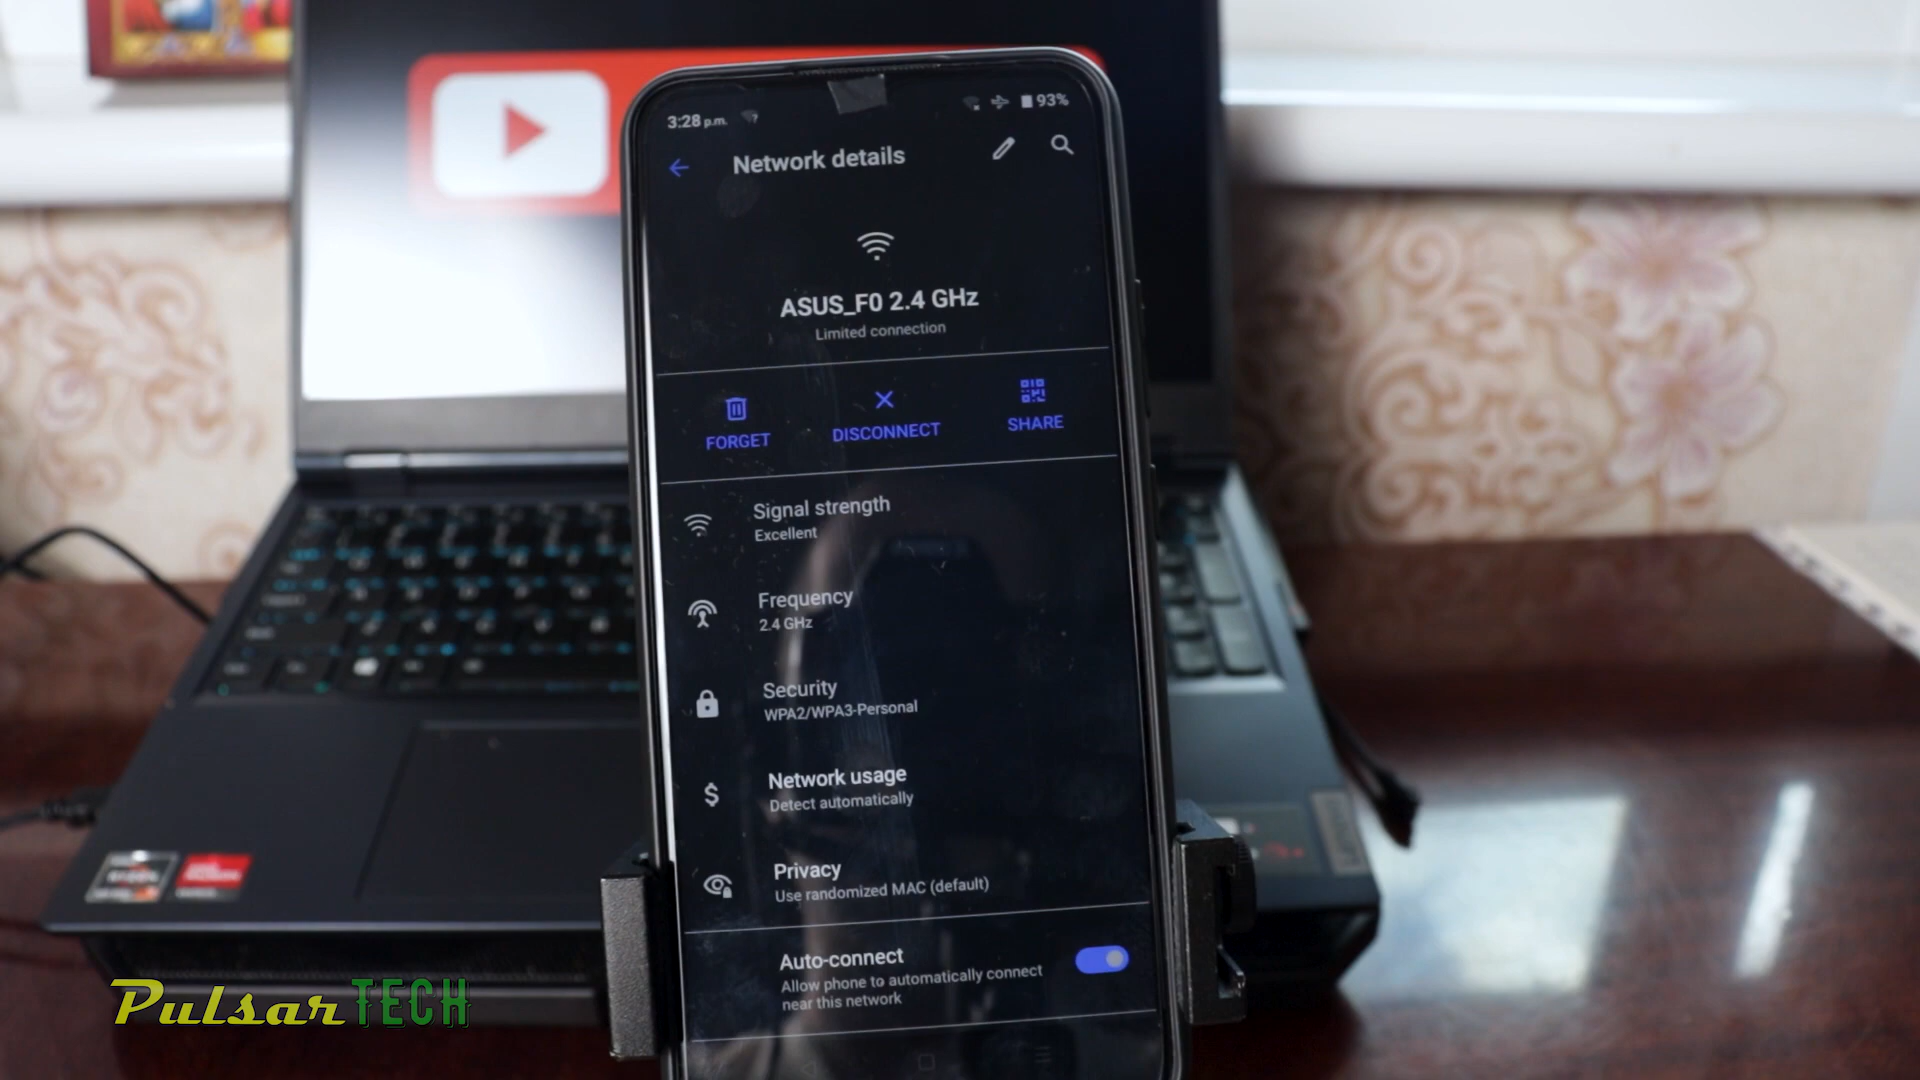 3:28 p.m.
93%
Network details
ASUS_F0 2.4 GHz
Limited connection
FORGET
DISCONNECT
SHARE
Signal strength
Excellent
Frequency
2.4 GHz
Security
WPA2/WPA3-Personal
Network usage
Detect automatically
Privacy
Use randomized MAC (default)
Auto-connect
Allow phone to automatically connect
near this network
PulsarTECH